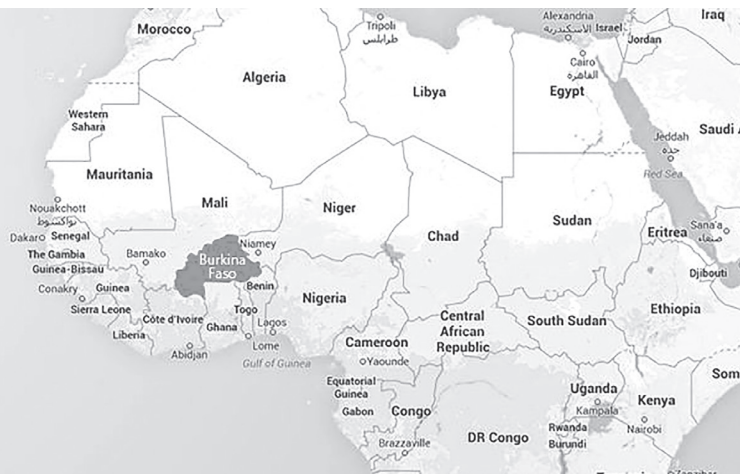 Morocco
Tripoli
طرابلس
Alexandria
الاسكندرية
Israel
Jordan
Iraq
Cairo
القاهرة
Algeria
Libya
Egypt
Western
Sahara
Jeddah
جدة
Saudi
Red Sea
Mauritania
Mali
Niger
Chad
Sudan
Nouakchott
نواكشوط
Dakar
Senegal
Eritrea
Sana'a
صنعاء
The Gambia
Guinea-Bissau
Bamako
Burkina
Faso
Niamey
Djibouti
Conakry
Guinea
Benin
Nigeria
Sierra Leone
Togo
Côte d'Ivoire
Ghana
Lagos
Liberia
Lome
Abidjan
Gulf of Guinea
Central
African
Republic
South Sudan
Ethiopia
Cameroon
Yaounde
Equatorial
Guinea
Gabon
Congo
Brazzaville
DR Congo
Uganda
Kampala
Kenya
Som
Rwanda
Burundi
Nairobi
Zanzibar